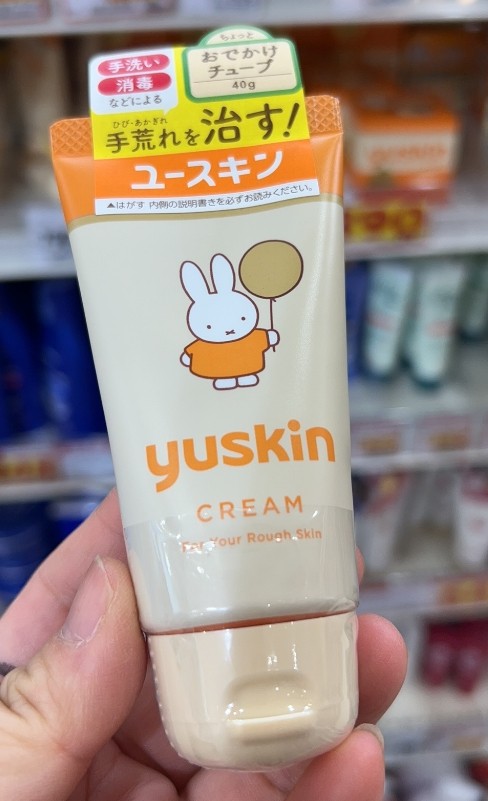 手洗い
消毒
などによる
ちょっと
おでかけ
チューブ
40g
ひび・あかぎれ
手荒れを治す!
ユースキン
▲はがす 内側の説明書きを必ずお読みください。
yuskin
CREAM
For Your Rough Skin